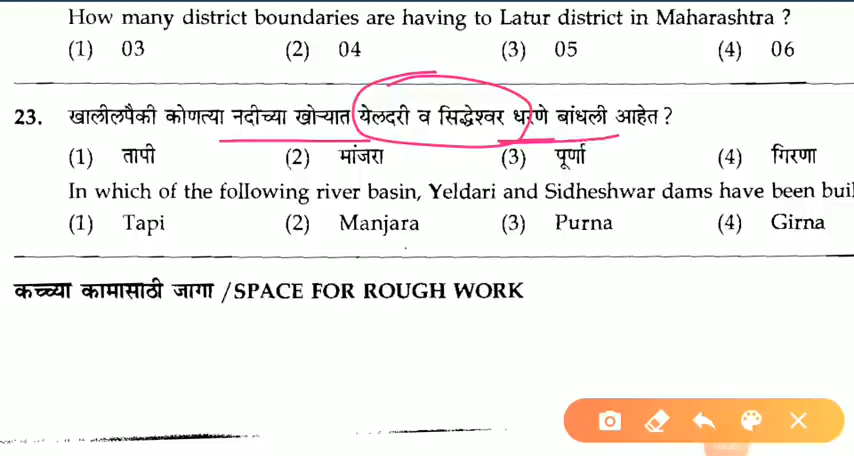 How many district boundaries are having to Latur district in Maharashtra ?
(1) 03 (2) 04 (3) 05 (4) 06
23. खालीलपैकी कोणत्या नदीच्या खोऱ्यात येलदरी व सिद्धेश्वर धरणे बांधली आहेत ?
(1) तापी (2) मांजरा (3) पूर्णा (4) गिरणा
In which of the following river basin, Yeldari and Sidheshwar dams have been buil
(1) Tapi (2) Manjara (3) Purna (4) Girna
कच्च्या कामासाठी जागा /SPACE FOR ROUGH WORK